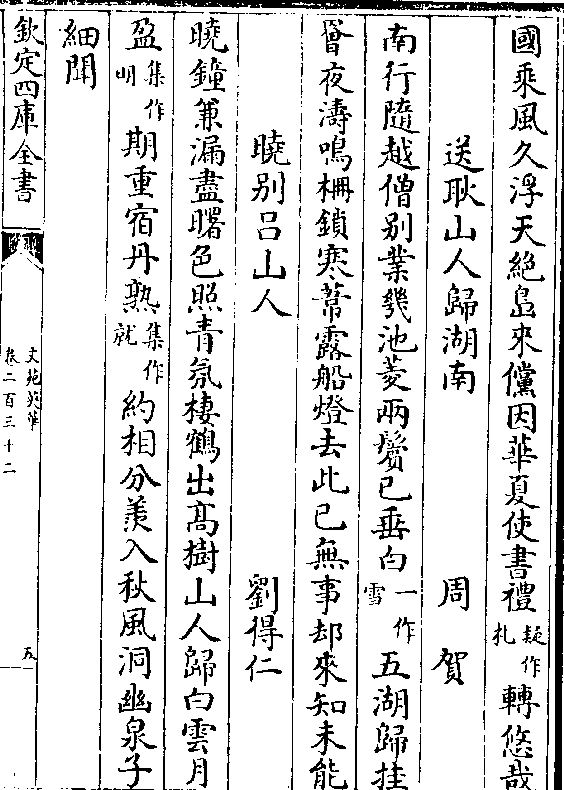 國乘風久浮天絶島來儻因華夏使書禮疑作札轉悠哉
送耿山人歸湖南 周賀
南行隨越僧别業幾池菱兩鬢已垂白一作雪五湖歸挂
罾夜濤鳴柵鎖寒葦露船燈去此已無事却來知未能
曉别吕山人 劉得仁
曉鐘兼漏盡曙色照青氛棲鶴出髙樹山人歸白雲月
盈集作明期重宿丹熟集作就約相分羨入秋風洞幽泉子
細聞
欽定四庫全書
文苑英華
卷二百三十二
五